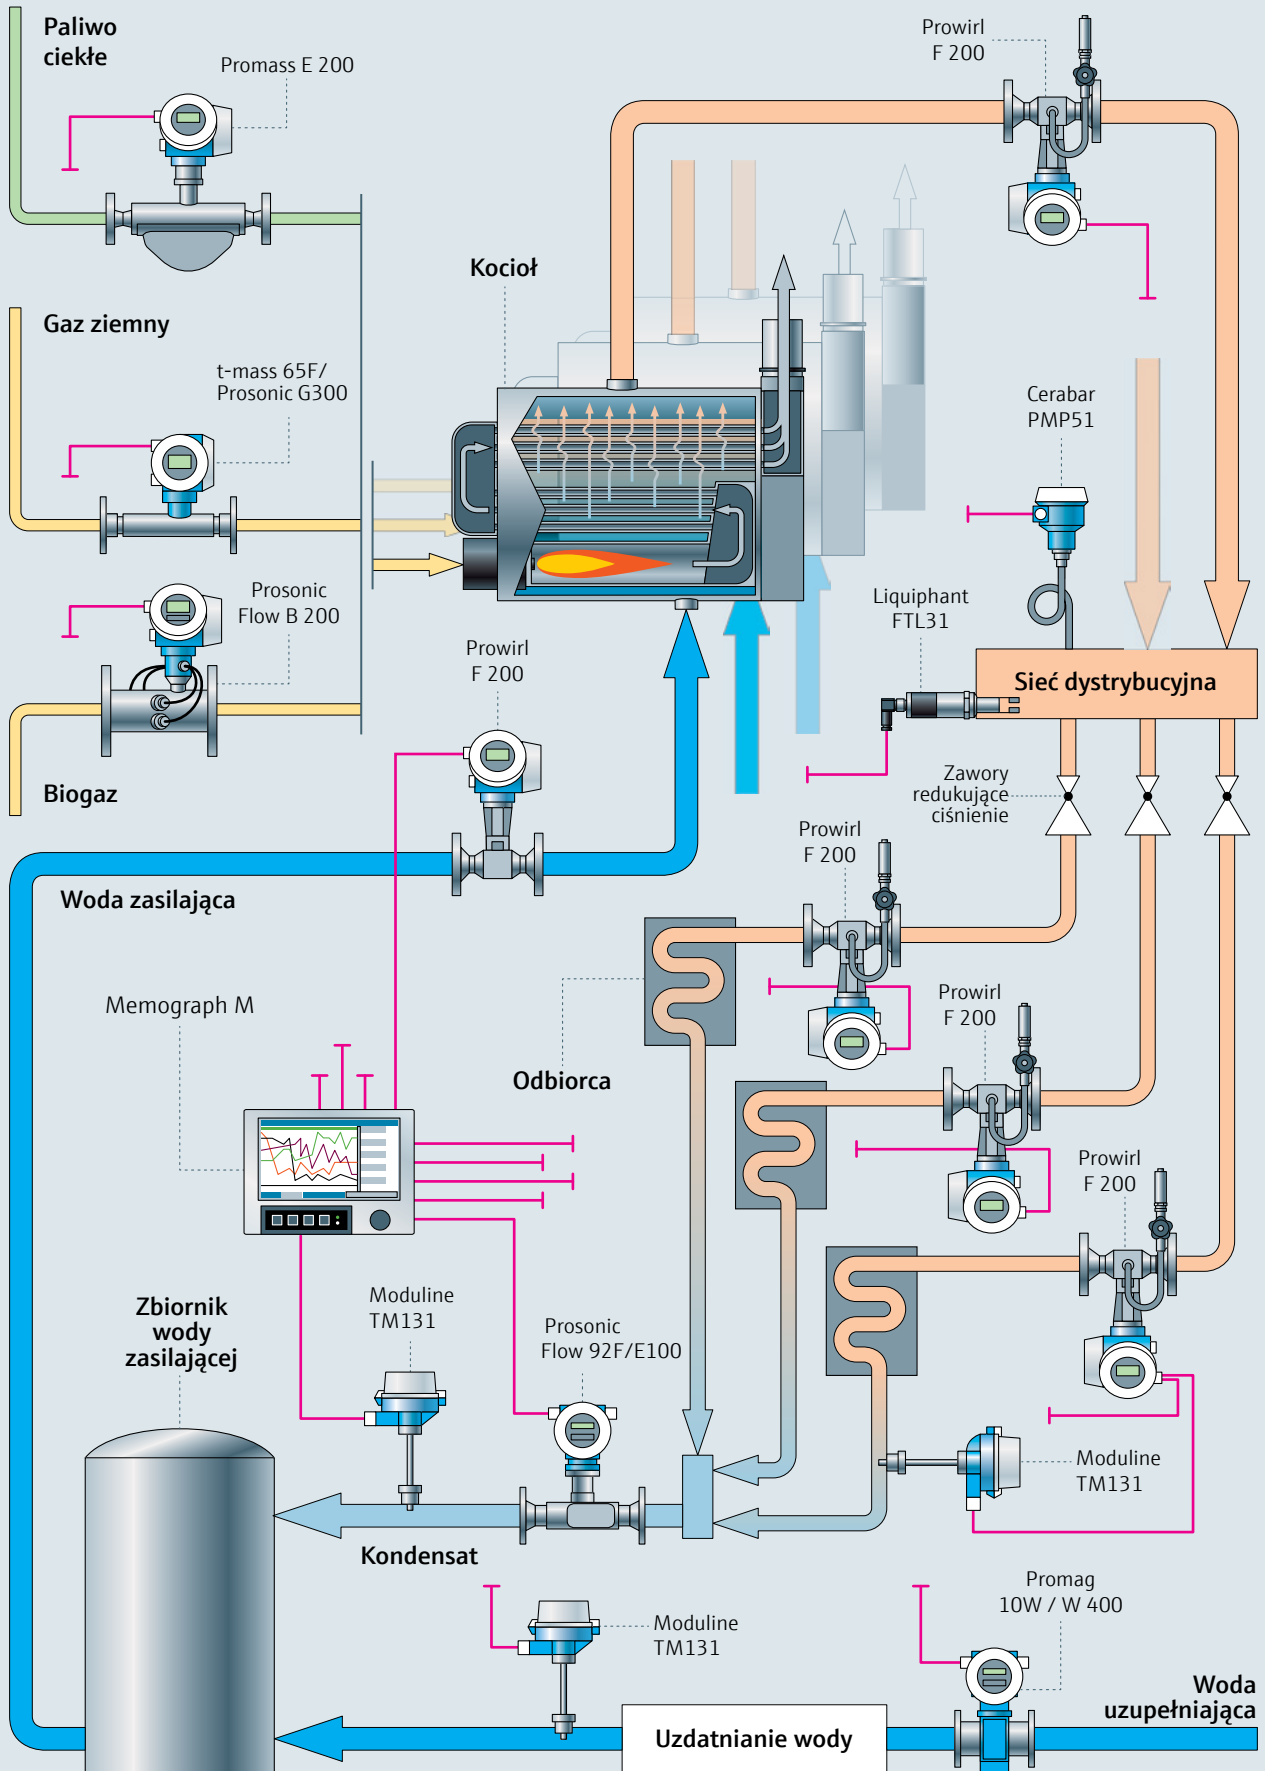 Paliwo
ciekłe
Promass E 200
Prowirl
F 200
Kocioł
Gaz ziemny
t-mass 65F/
Prosonic G300
Cerabar
PMP51
Prosonic
Flow B 200
Liquiphant
FTL31
Prowirl
F 200
Sieć dystrybucyjna
Biogaz
Zawory
redukujące
ciśnienie
Prowirl
F 200
Woda zasilająca
Memograph M
Prowirl
F 200
Odbiorca
Prowirl
F 200
Moduline
TM131
Zbiornik
wody
zasilającej
Prosonic
Flow 92F/E100
Moduline
TM131
Kondensat
Promag
10W / W 400
Moduline
TM131
Woda
uzupełniająca
Uzdatnianie wody